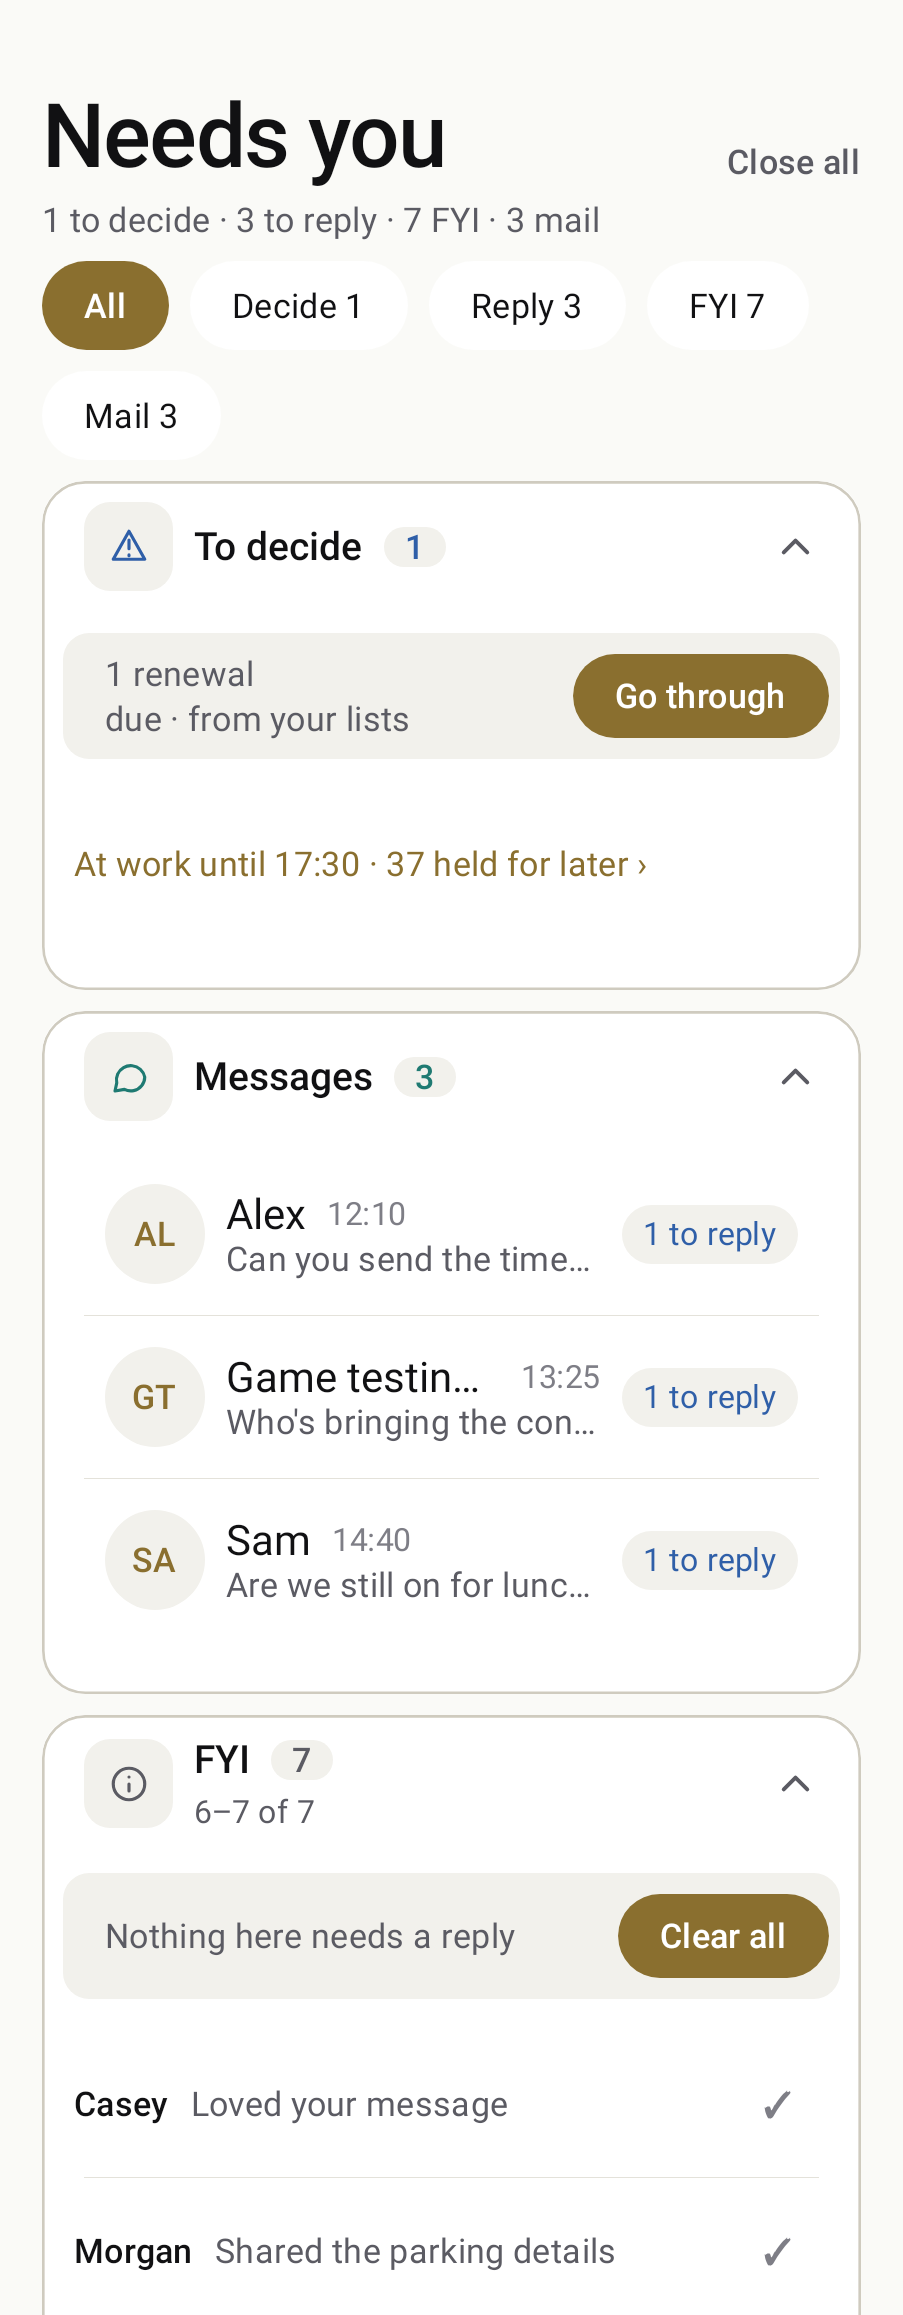 Needs you
Close all
1 to decide · 3 to reply · 7 FYI · 3 mail
All
Decide 1
Reply 3
FYI 7
Mail 3
To decide 1
1 renewal
due · from your lists
Go through
At work until 17:30 · 37 held for later ›
Messages 3
AL
Alex 12:10
Can you send the time...
1 to reply
GT
Game testin... 13:25
Who's bringing the con...
1 to reply
SA
Sam 14:40
Are we still on for lunc...
1 to reply
FYI 7
6–7 of 7
Nothing here needs a reply
Clear all
Casey Loved your message ✓
Morgan Shared the parking details ✓